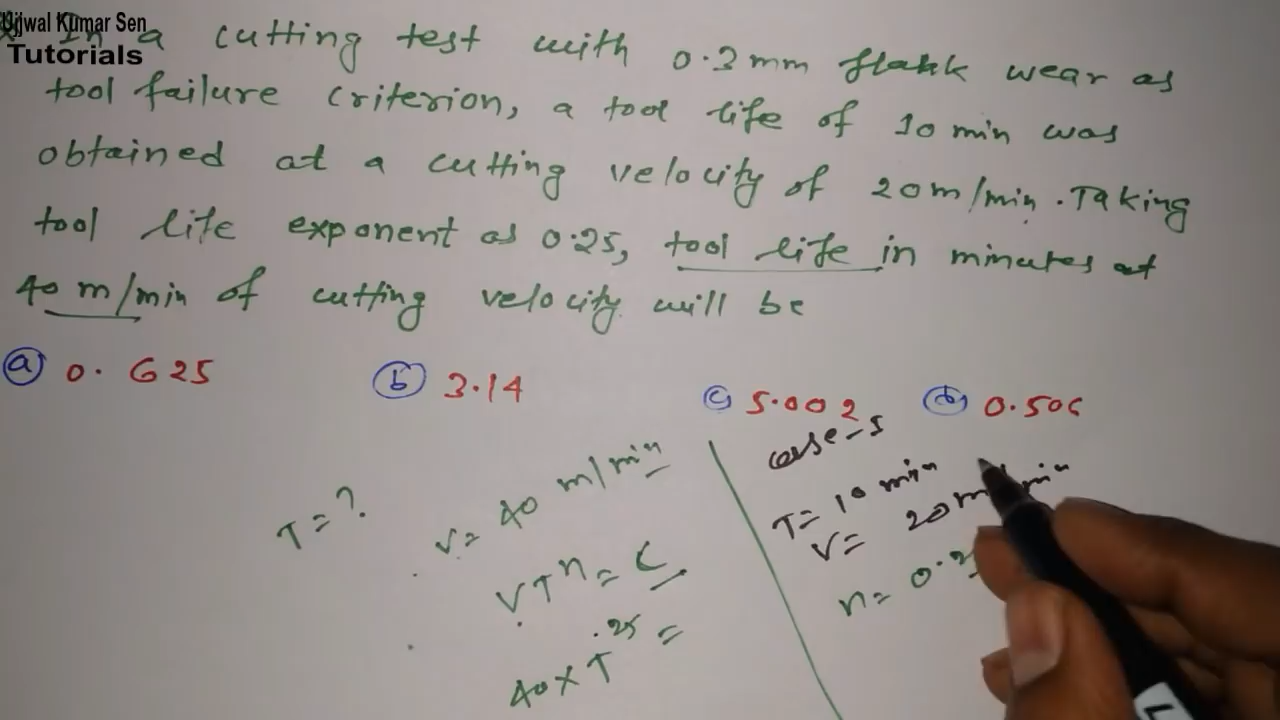 Ujjwal Kumar Sen
Tutorials
In a cutting test with 0.3 mm flank wear as
tool failure criterion, a tool life of 10 min was
obtained at a cutting velocity of 20 m/min. Taking
tool life exponent as 0.25, tool life in minutes at
40 m/min of cutting velocity will be
(a) 0.625
(b) 3.14
(c) 5.002
0.506
case-s
T = 10 min
V = 20 m
n = 0.2
T = ?
V = 40 m/min
VTⁿ = C
40 × T^.25 =